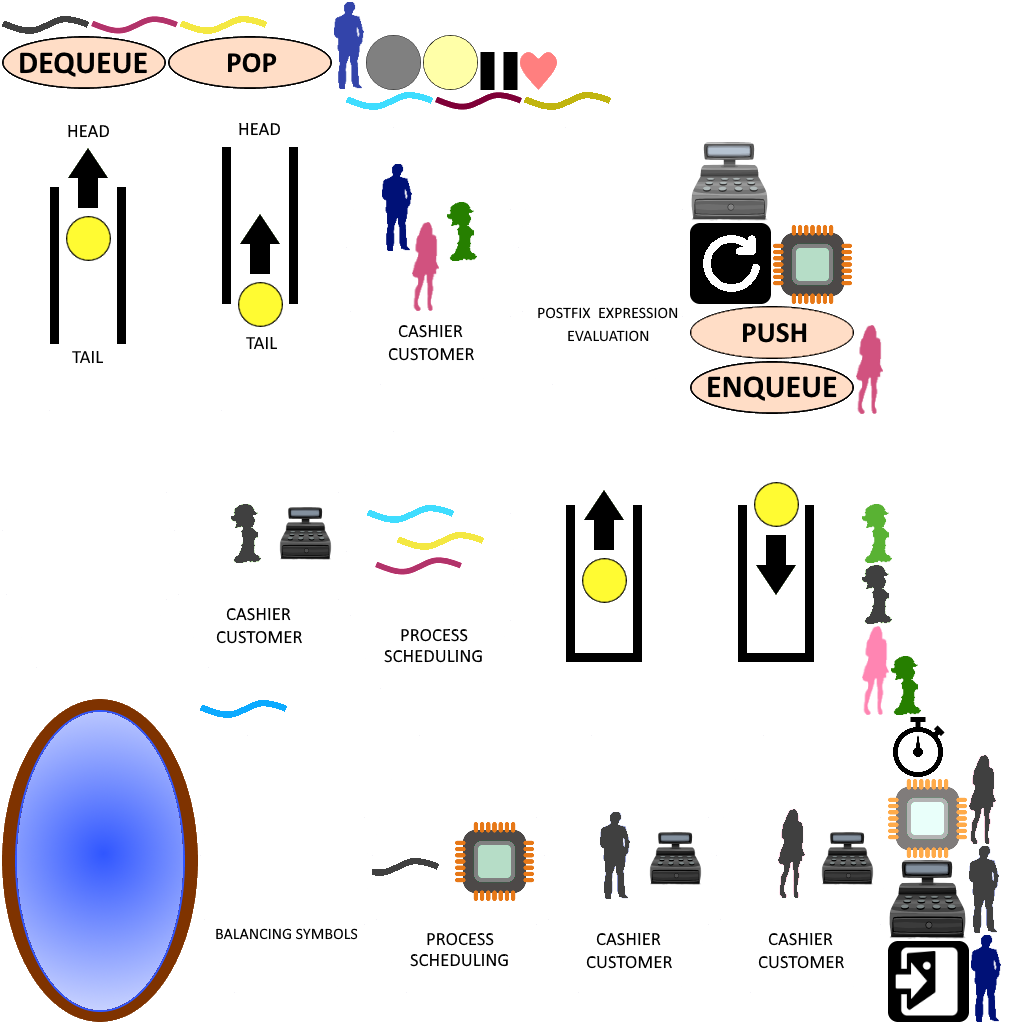 DEQUEUE
POP
HEAD
HEAD
TAIL
TAIL
CASHIER
CUSTOMER
POSTFIX EXPRESSION
EVALUATION
PUSH
ENQUEUE
CASHIER
CUSTOMER
PROCESS
SCHEDULING
BALANCING SYMBOLS
PROCESS
SCHEDULING
CASHIER
CUSTOMER
CASHIER
CUSTOMER